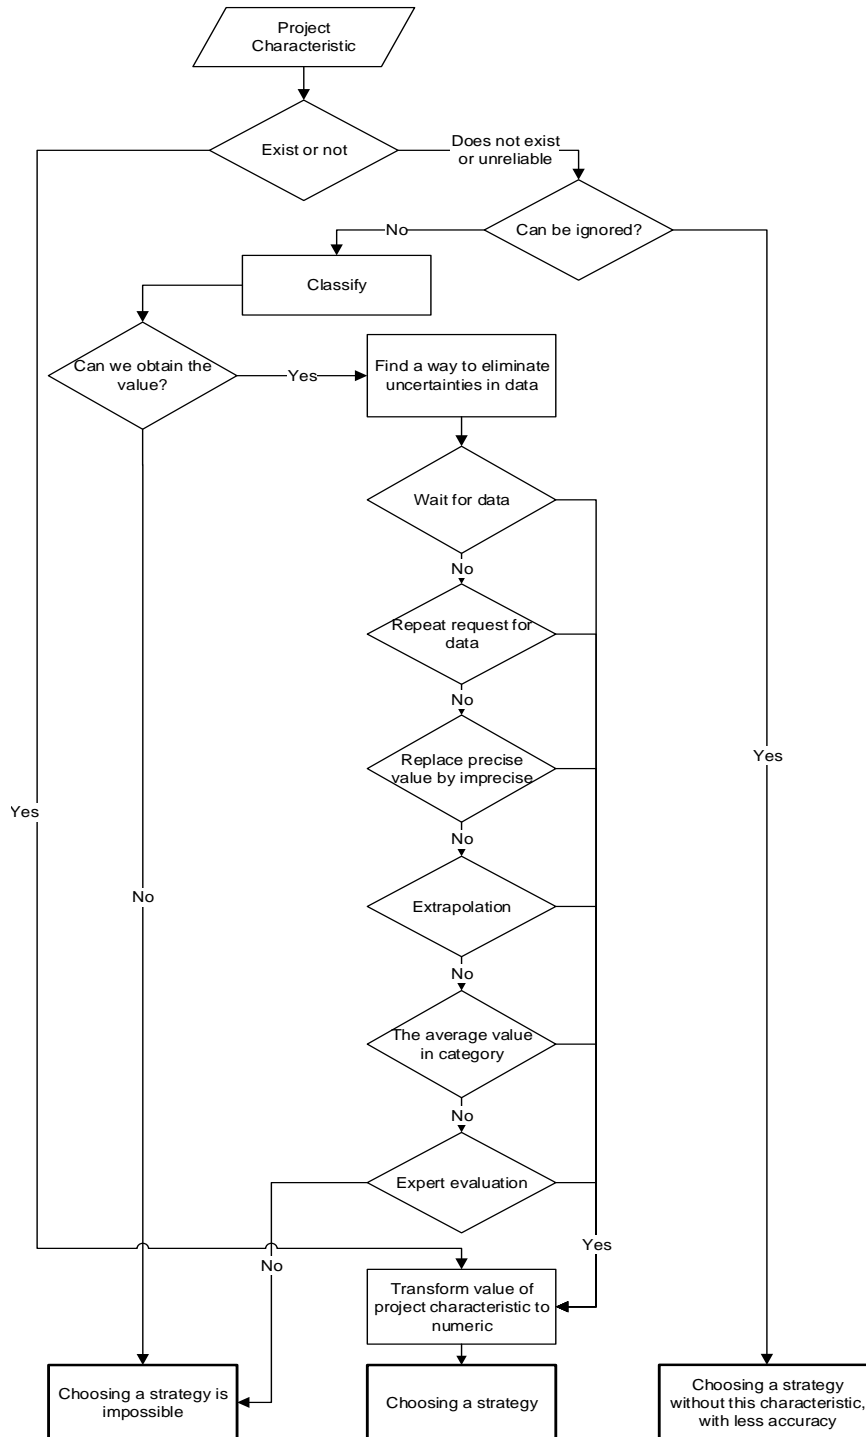 Project
Characteristic
Exist or not
Does not exist
or unreliable
Can be ignored?
No
Classify
Can we obtain the
value?
Yes
Find a way to eliminate
uncertainties in data
Wait for data
No
Repeat request for
data
No
Replace precise
value by imprecise
Yes
Yes
No
No
Extrapolation
No
The average value
in category
No
Expert evaluation
Yes
No
Transform value of
project characteristic to
numeric
Choosing a strategy is
impossible
Choosing a strategy
Choosing a strategy
without this characteristic,
with less accuracy